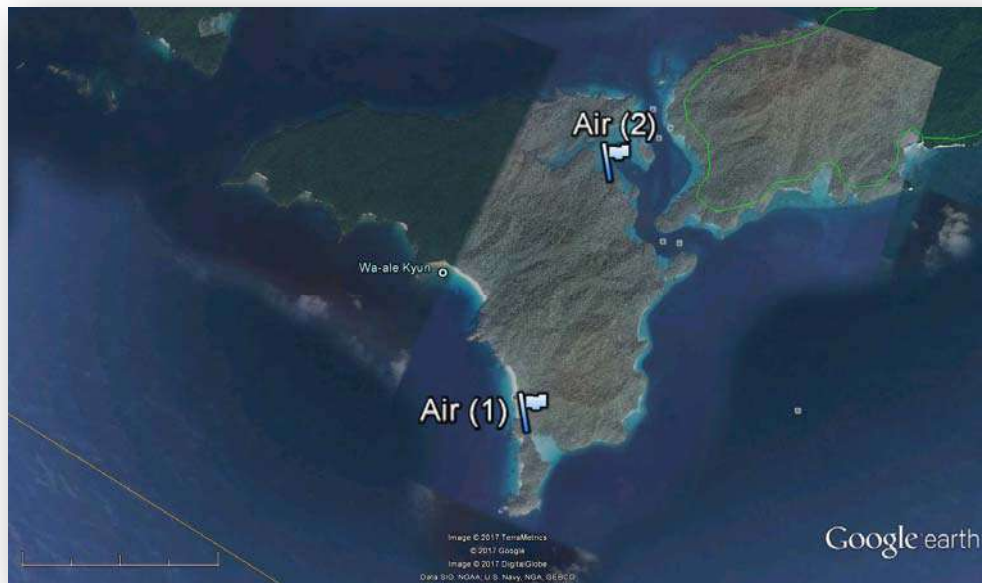 Air (2)
Wa-ale Kyun
Air (1)
Image © 2017 TerraMetrics
© 2017 Google
Image © 2017 DigitalGlobe
Data SIO, NOAA, U.S. Navy, NGA, GEBCO
Google earth